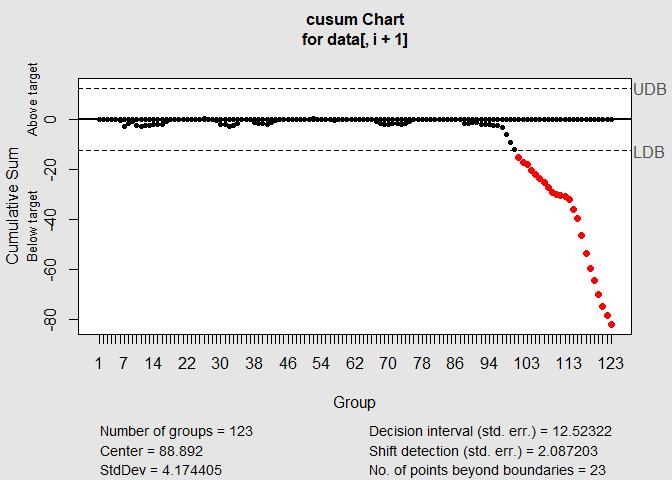 cusum Chart
for data[, i + 1]
Cumulative Sum
Above target
Below target
0
-20
-40
-60
-80
UDB
LDB
1 7 14 22 30 38 46 54 62 70 78 86 94 103 113 123
Group
Number of groups = 123
Center = 88.892
StdDev = 4.174405
Decision interval (std. err.) = 12.52322
Shift detection (std. err.) = 2.087203
No. of points beyond boundaries = 23